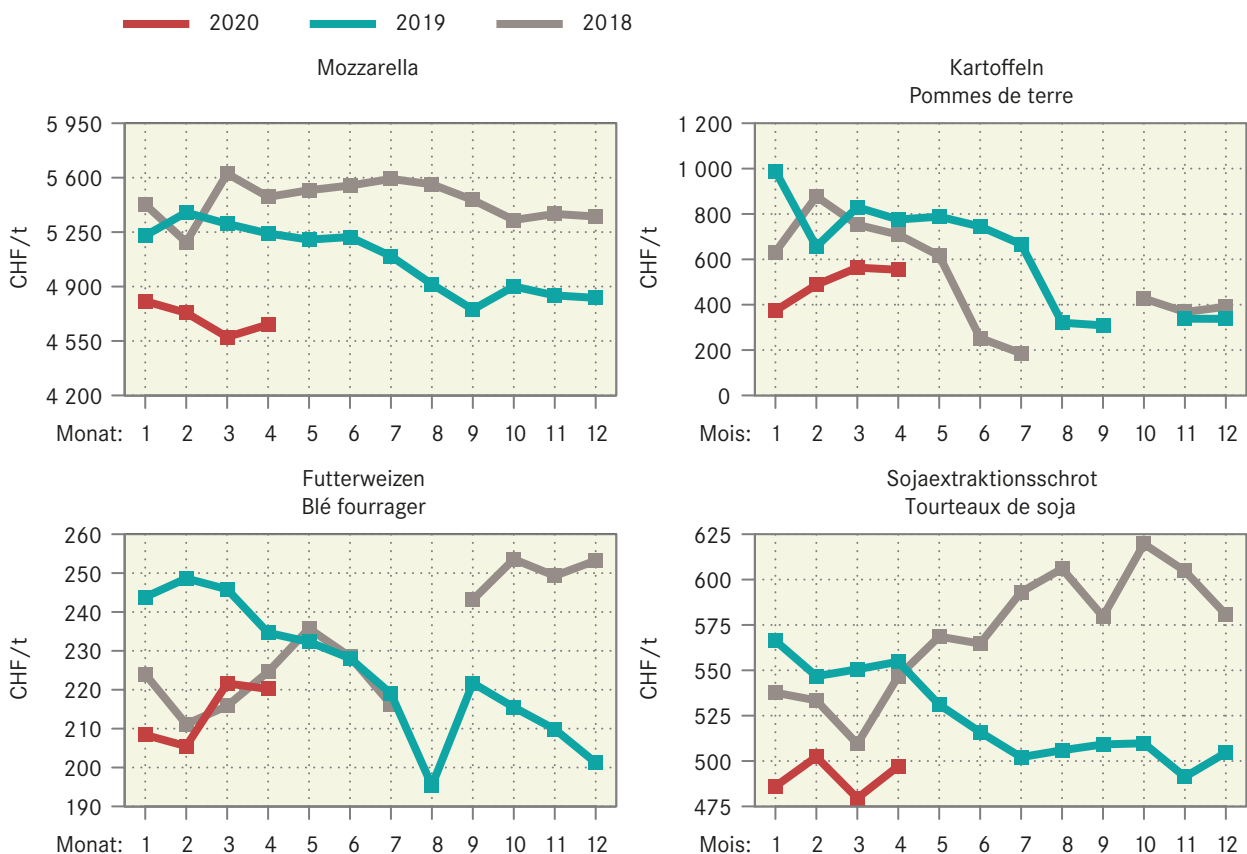 2020 2019 2018
Mozzarella
CHF/t
5 950
5 600
5 250
4 900
4 550
4 200
Monat: 1 2 3 4 5 6 7 8 9 10 11 12
Kartoffeln
Pommes de terre
CHF/t
1 200
1 000
800
600
400
200
0
Mois: 1 2 3 4 5 6 7 8 9 10 11 12
Futterweizen
Blé fourrager
CHF/t
260
250
240
230
220
210
200
190
Monat: 1 2 3 4 5 6 7 8 9 10 11 12
Sojaextraktionsschrot
Tourteaux de soja
CHF/t
625
600
575
550
525
500
475
Mois: 1 2 3 4 5 6 7 8 9 10 11 12